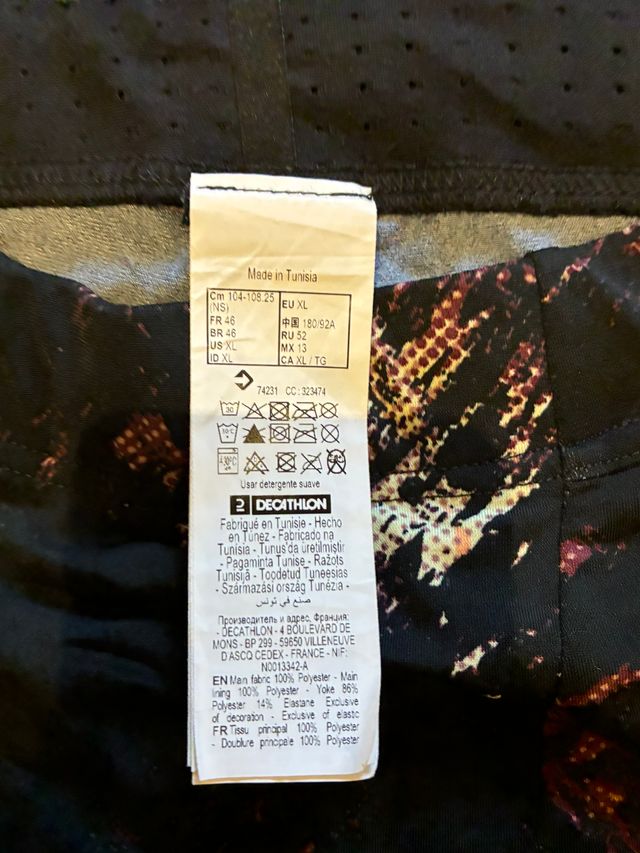 Made in Tunisia
Cm 104-108.25
(NS)
FR 46
BR 46
US XL
ID XL
EU XL
中国 180/92A
RU 52
MX 13
CA XL / TG
74231 CC : 323474
30
10°C
Usar detergente suave
DECATHLON
Fabriqué en Tunisie - Hecho
en Túnez - Fabricado na
Tunísia - Tunus'da üretilmiştir
- Pagaminta Tunise - Ražots
Tunisijā - Toodetud Tuneesias
- Származási ország Tunézia -
صنع في تونس
Производитель и адрес, Франция:
- DECATHLON - 4 BOULEVARD DE
MONS - BP 299 - 59650 VILLENEUVE
D'ASCQ CEDEX - FRANCE - NIF:
N0013342-A
EN Main fabric 100% Polyester - Main
lining 100% Polyester - Yoke 86%
Polyester 14% Elastane Exclusive
of decoration - Exclusive of elastic
FR Tissu principal 100% Polyester
- Doublure principale 100% Polyester